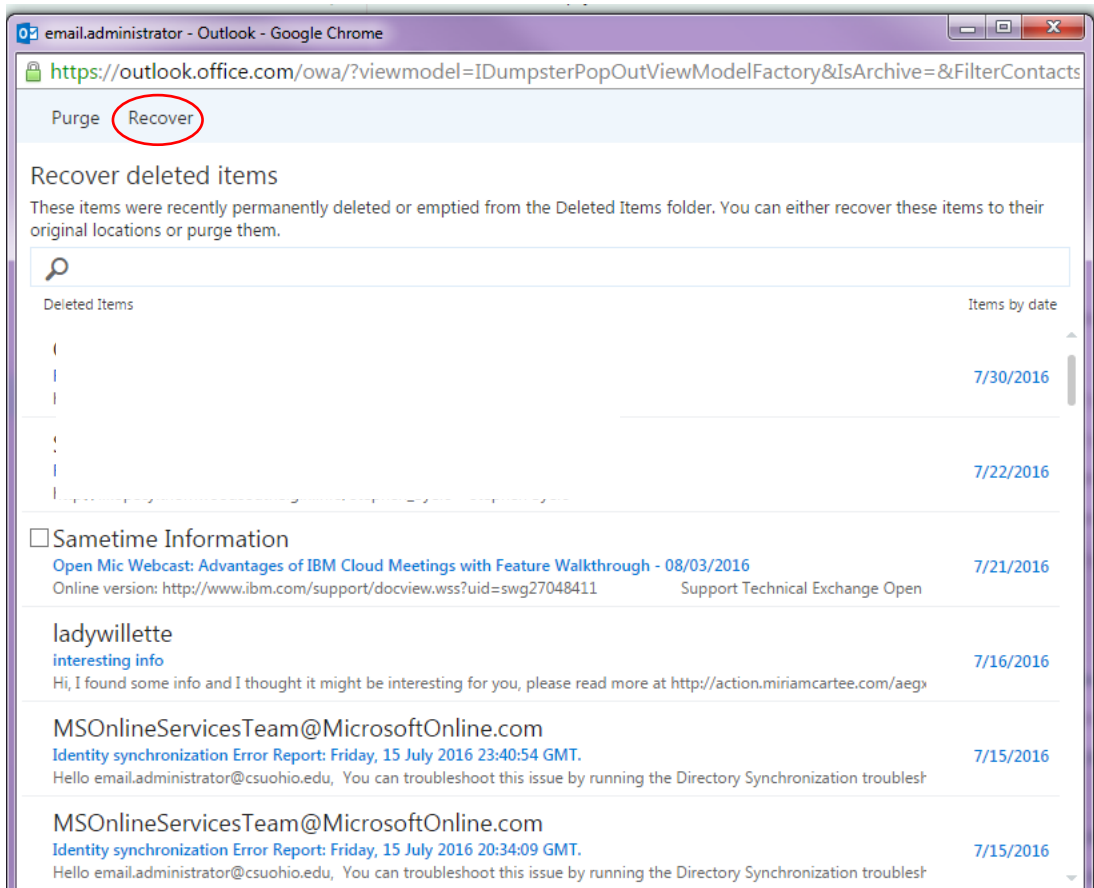 email.administrator - Outlook - Google Chrome
https://outlook.office.com/owa/?viewmodel=IDumpsterPopOutViewModelFactory&IsArchive=&FilterContacts
Purge Recover
Recover deleted items
These items were recently permanently deleted or emptied from the Deleted Items folder. You can either recover these items to their
original locations or purge them.
Deleted Items Items by date
7/30/2016
7/22/2016
Sametime Information
Open Mic Webcast: Advantages of IBM Cloud Meetings with Feature Walkthrough - 08/03/2016 7/21/2016
Online version: http://www.ibm.com/support/docview.wss?uid=swg27048411 Support Technical Exchange Open
ladywillette
interesting info 7/16/2016
Hi, I found some info and I thought it might be interesting for you, please read more at http://action.miriamcartee.com/aegx
MSOnlineServicesTeam@MicrosoftOnline.com
Identity synchronization Error Report: Friday, 15 July 2016 23:40:54 GMT. 7/15/2016
Hello email.administrator@csuohio.edu, You can troubleshoot this issue by running the Directory Synchronization troublesh
MSOnlineServicesTeam@MicrosoftOnline.com
Identity synchronization Error Report: Friday, 15 July 2016 20:34:09 GMT. 7/15/2016
Hello email.administrator@csuohio.edu, You can troubleshoot this issue by running the Directory Synchronization troublesh